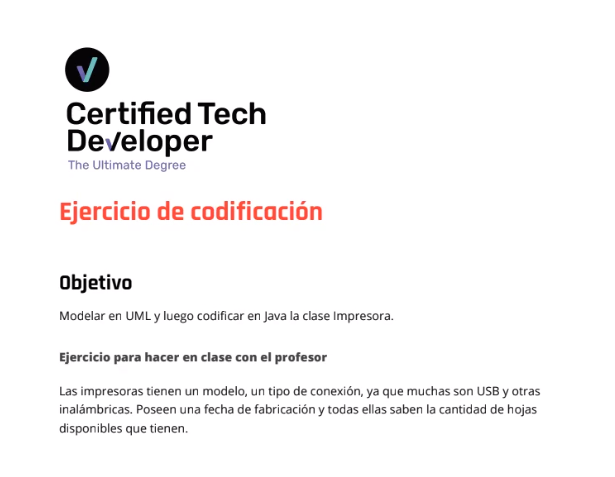 Certified Tech
Developer
The Ultimate Degree
Ejercicio de codificación
Objetivo
Modelar en UML y luego codificar en Java la clase Impresora.
Ejercicio para hacer en clase con el profesor
Las impresoras tienen un modelo, un tipo de conexión, ya que muchas son USB y otras
inalámbricas. Poseen una fecha de fabricación y todas ellas saben la cantidad de hojas
disponibles que tienen.